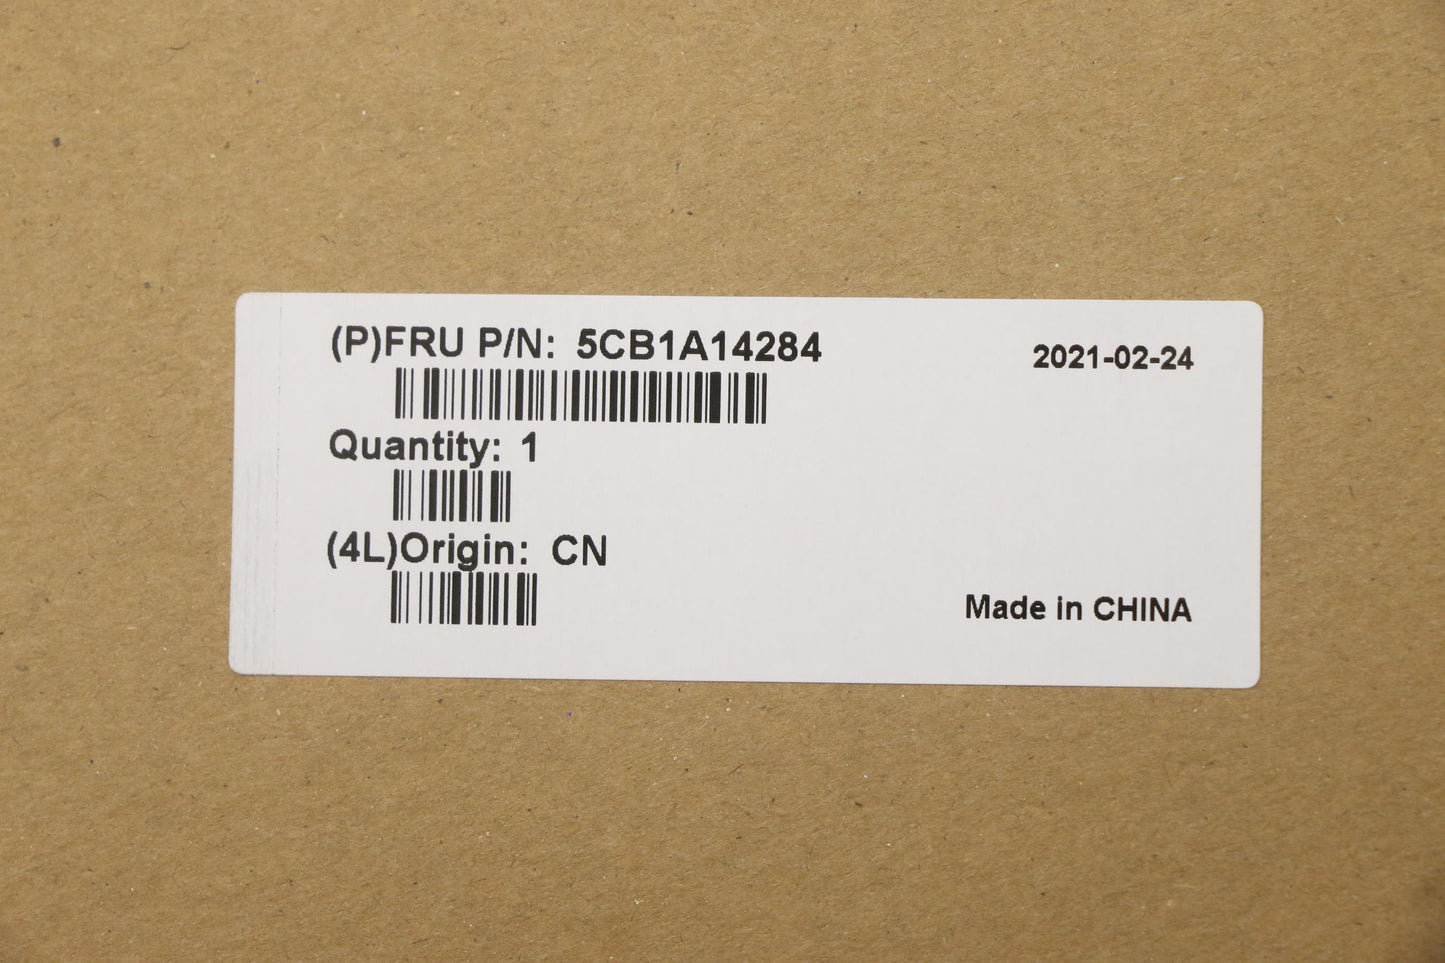 (P)FRU P/N: 5CB1A14284
2021-02-24
Quantity: 1
(4L)Origin: CN
Made in CHINA